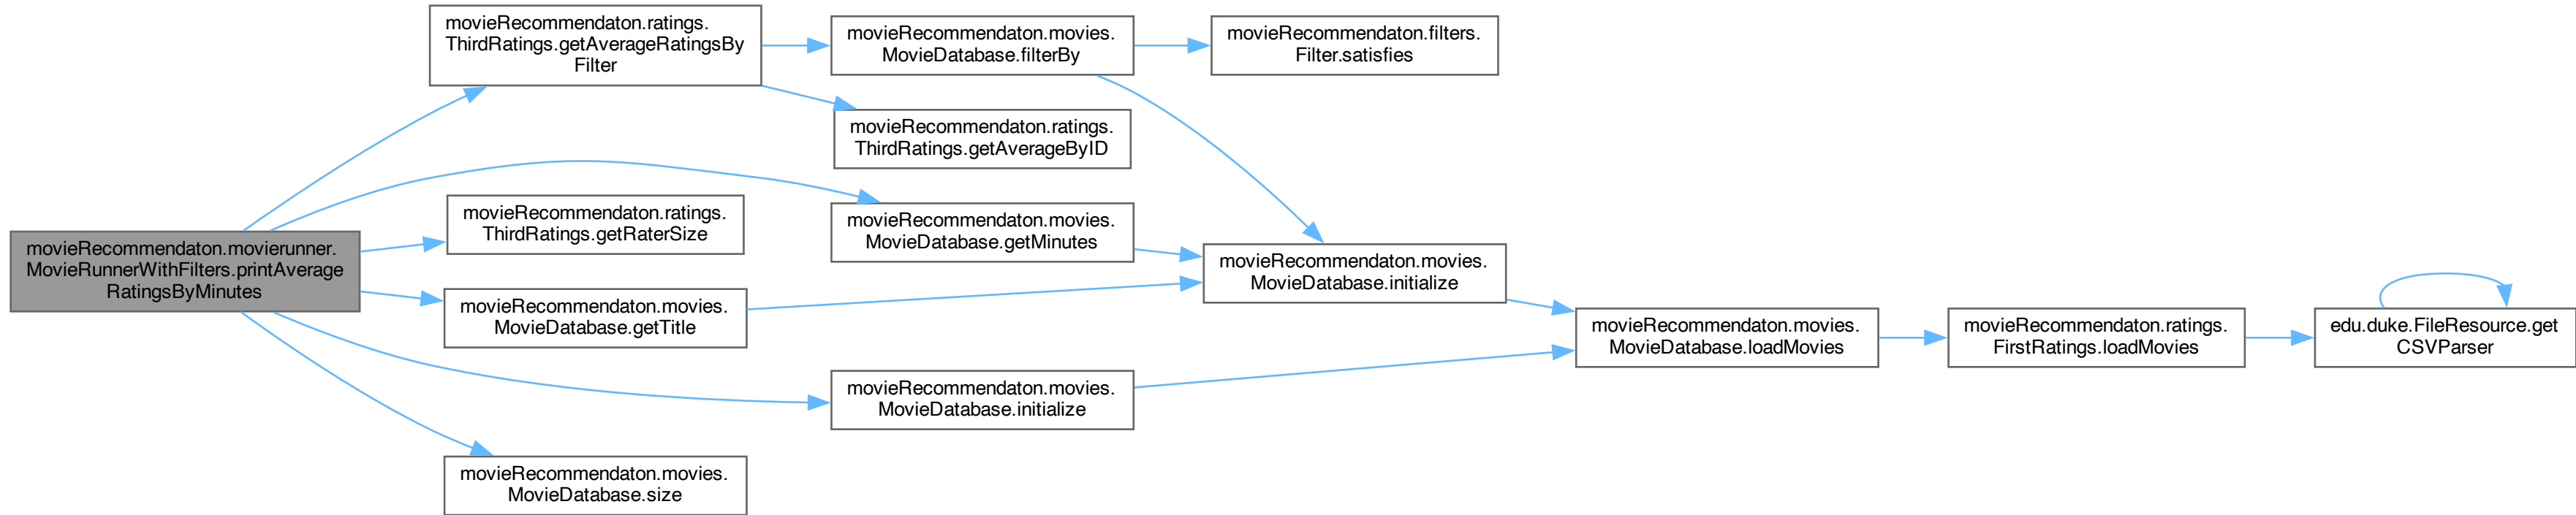 movieRecommendaton.movierunner.
MovieRunnerWithFilters.printAverage
RatingsByMinutes
movieRecommendaton.ratings.
ThirdRatings.getAverageRatingsBy
Filter
movieRecommendaton.ratings.
ThirdRatings.getRaterSize
movieRecommendaton.movies.
MovieDatabase.getTitle
movieRecommendaton.movies.
MovieDatabase.size
movieRecommendaton.movies.
MovieDatabase.filterBy
movieRecommendaton.ratings.
ThirdRatings.getAverageByID
movieRecommendaton.movies.
MovieDatabase.getMinutes
movieRecommendaton.movies.
MovieDatabase.initialize
movieRecommendaton.filters.
Filter.satisfies
movieRecommendaton.movies.
MovieDatabase.initialize
movieRecommendaton.movies.
MovieDatabase.loadMovies
movieRecommendaton.ratings.
FirstRatings.loadMovies
edu.duke.FileResource.get
CSVParser